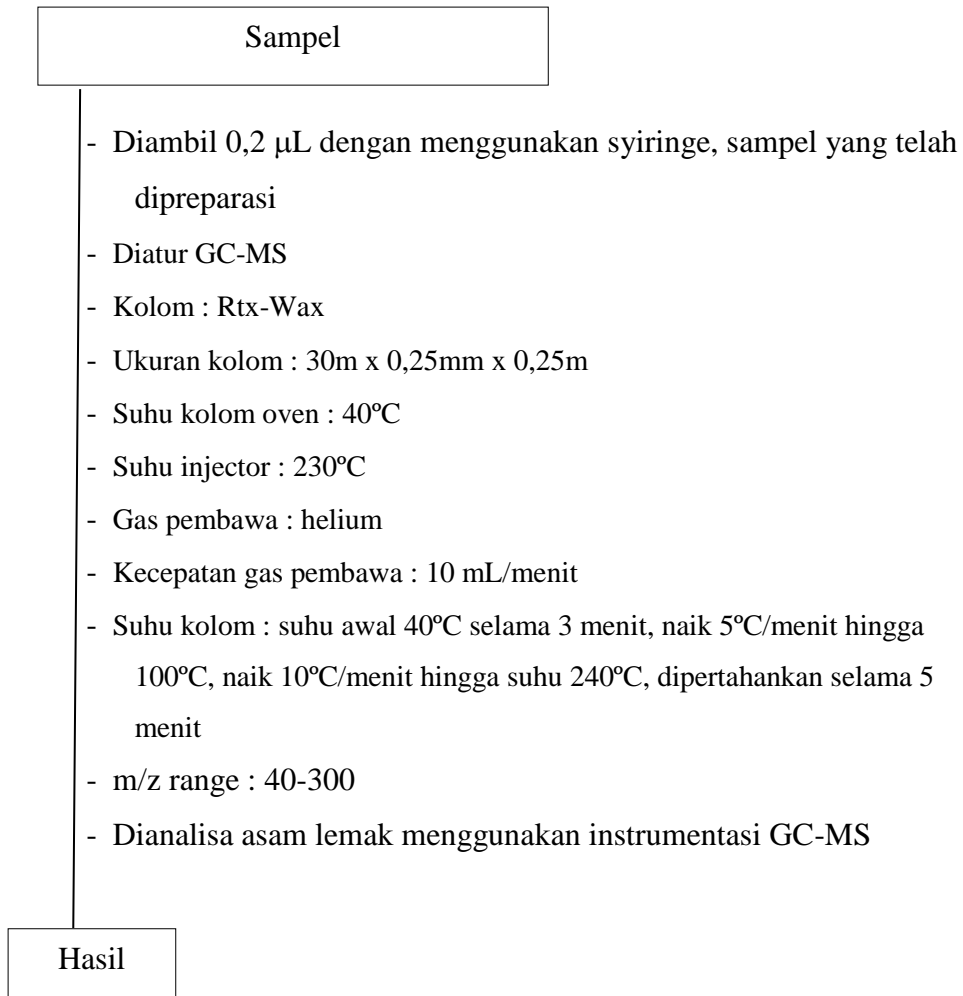 Sampel
- Diambil 0,2 μL dengan menggunakan syiringe, sampel yang telah
dipreparasi
- Diatur GC-MS
- Kolom : Rtx-Wax
- Ukuran kolom : 30m x 0,25mm x 0,25m
- Suhu kolom oven : 40ºC
- Suhu injector : 230ºC
- Gas pembawa : helium
- Kecepatan gas pembawa : 10 mL/menit
- Suhu kolom : suhu awal 40ºC selama 3 menit, naik 5ºC/menit hingga
100ºC, naik 10ºC/menit hingga suhu 240ºC, dipertahankan selama 5
menit
- m/z range : 40-300
- Dianalisa asam lemak menggunakan instrumentasi GC-MS
Hasil